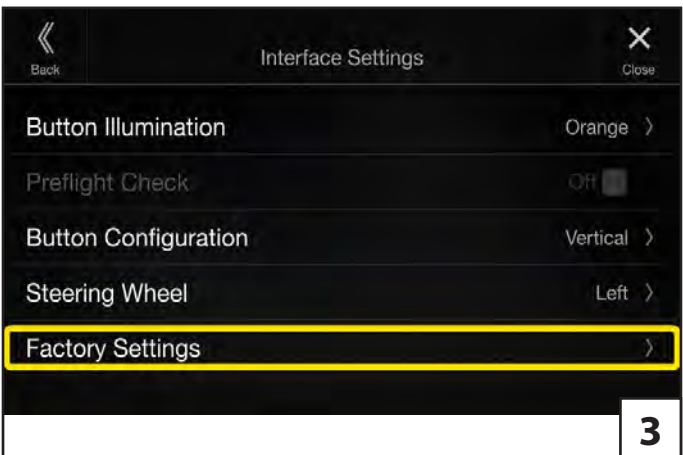 Back
Interface Settings
Close
Button Illumination Orange
Preflight Check Off
Button Configuration Vertical
Steering Wheel Left
Factory Settings
3